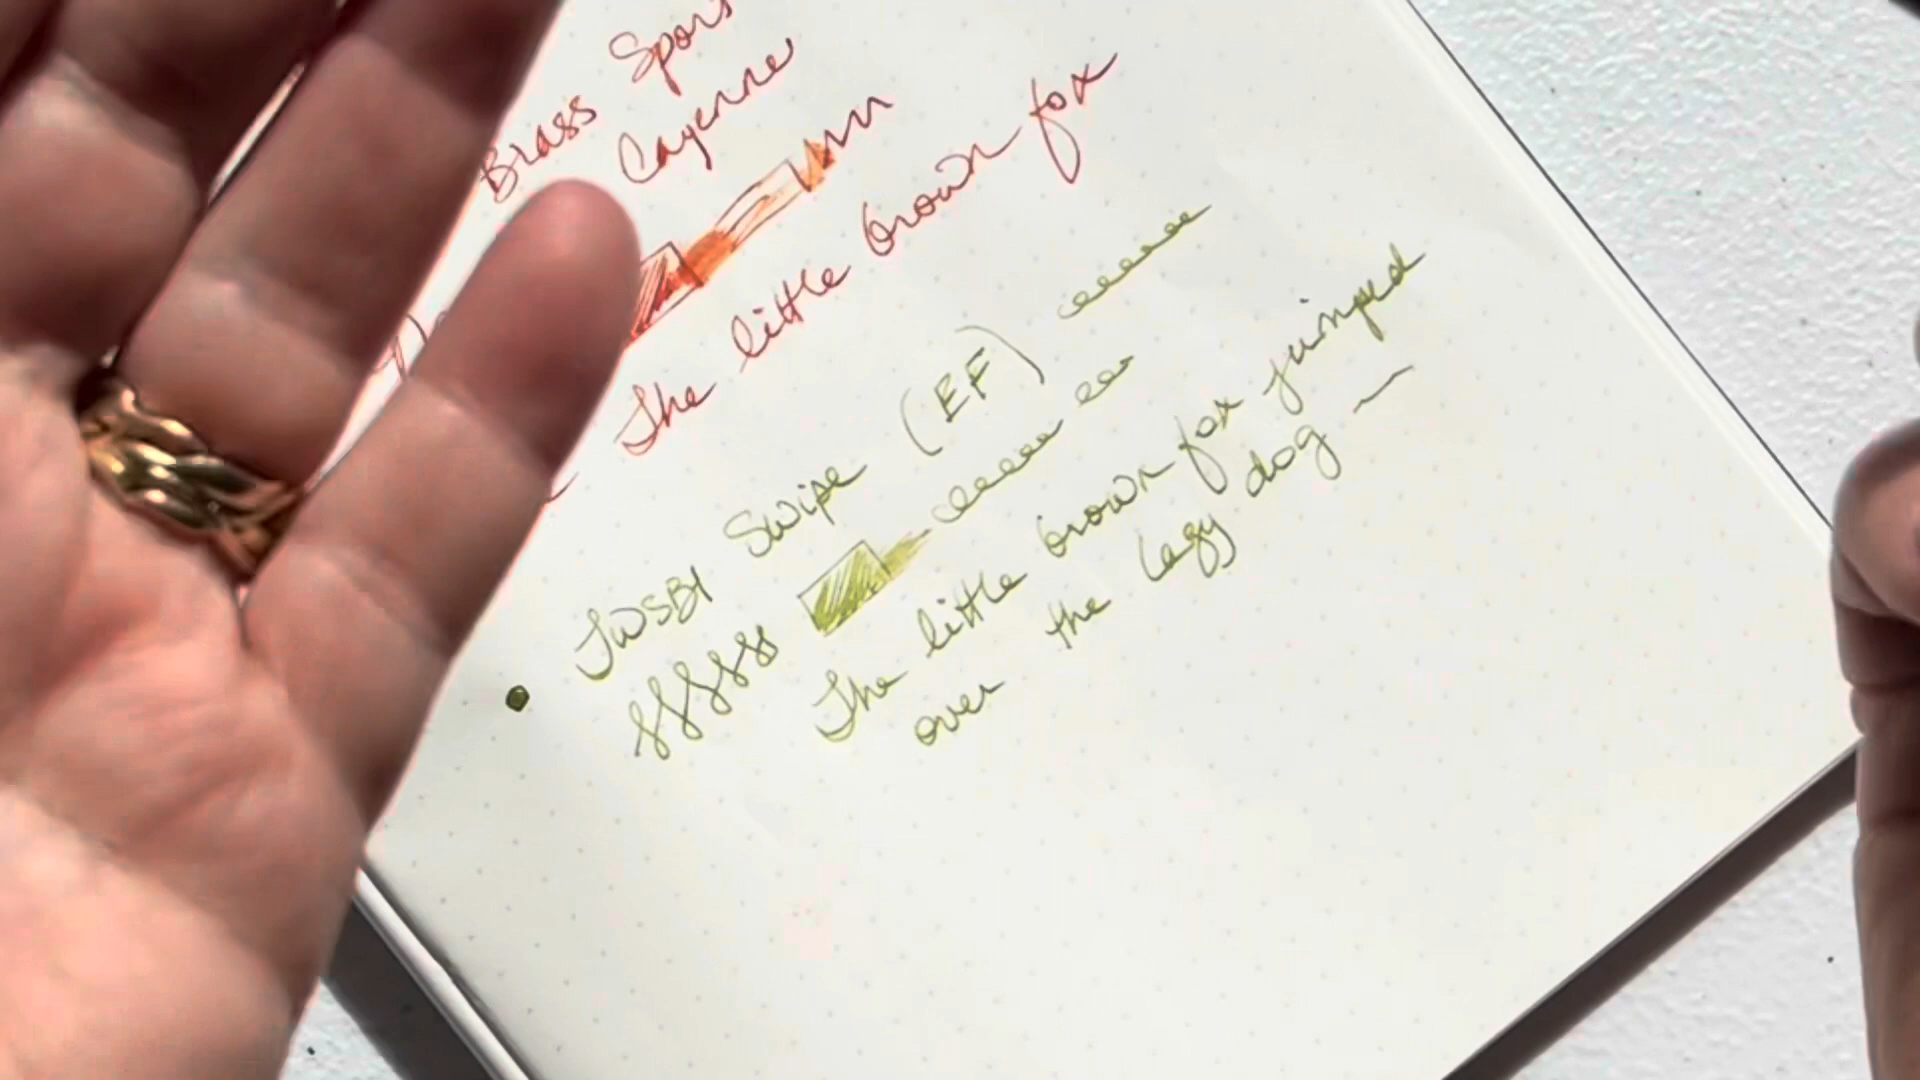 Brass Spor
Cayenne
The little brown fox
TWSBI Swipe (EF)
The little brown fox jumped
over the lazy dog